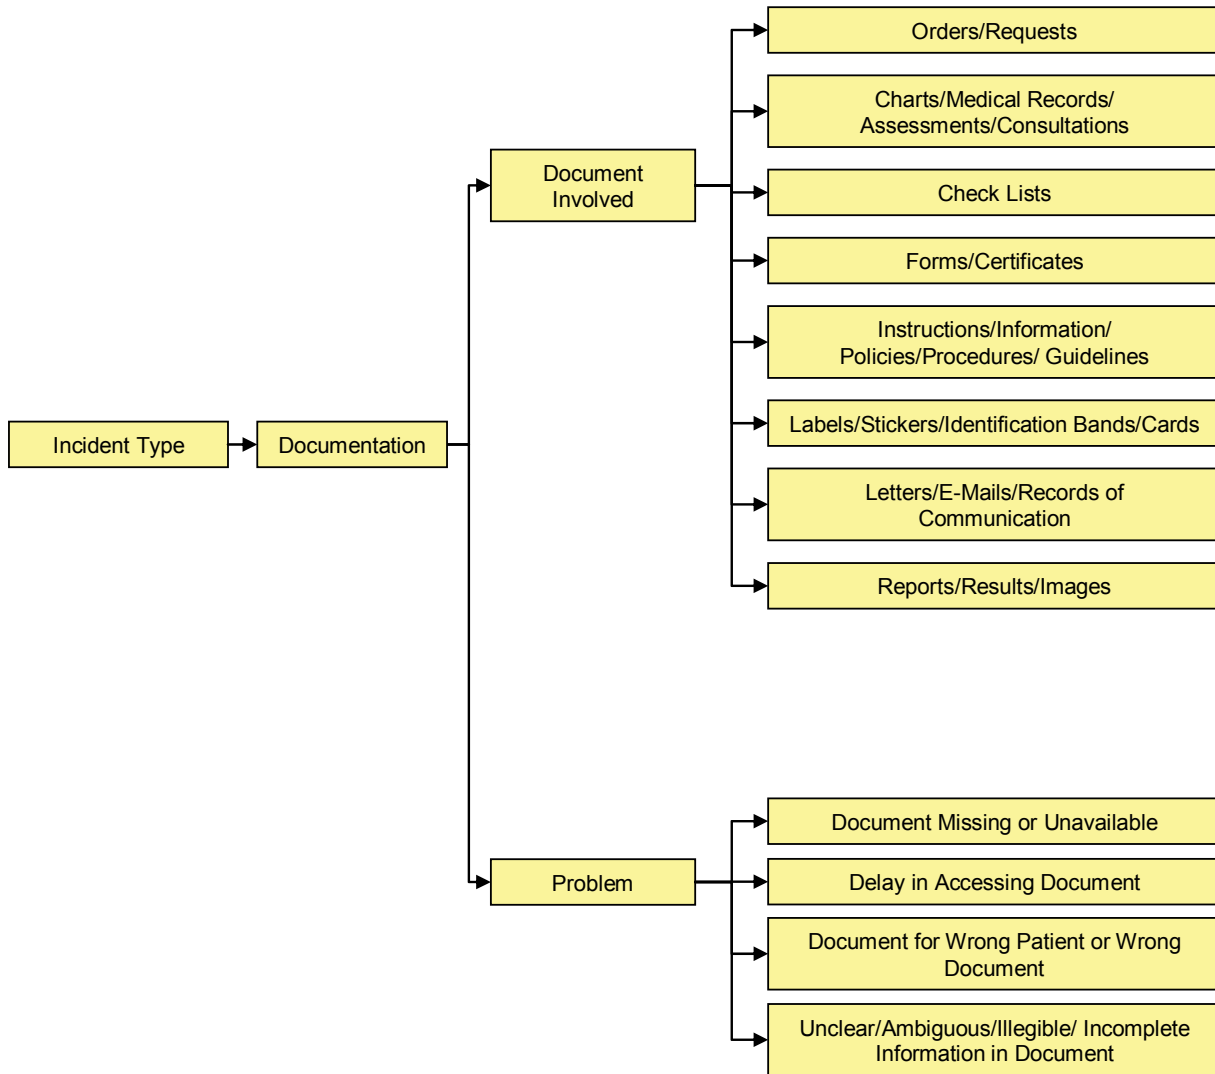 Orders/Requests
Charts/Medical Records/
Assessments/Consultations
Document
Involved
Check Lists
Forms/Certificates
Instructions/Information/
Policies/Procedures/ Guidelines
Incident Type
Documentation
Labels/Stickers/Identification Bands/Cards
Letters/E-Mails/Records of
Communication
Reports/Results/Images
Document Missing or Unavailable
Problem
Delay in Accessing Document
Document for Wrong Patient or Wrong
Document
Unclear/Ambiguous/Illegible/ Incomplete
Information in Document